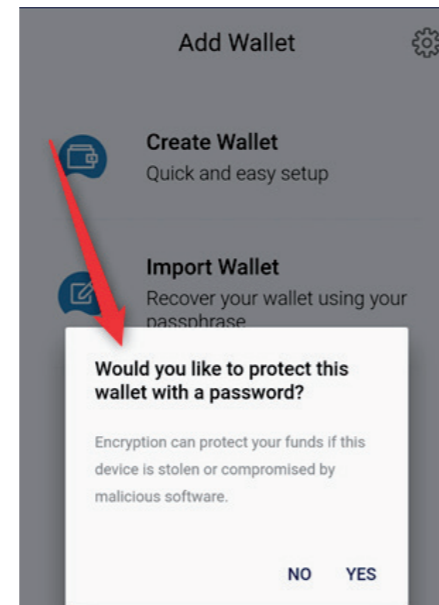 Add Wallet
Create Wallet
Quick and easy setup
Import Wallet
Recover your wallet using your
passphrase
Would you like to protect this
wallet with a password?
Encryption can protect your funds if this
device is stolen or compromised by
malicious software.
NO YES